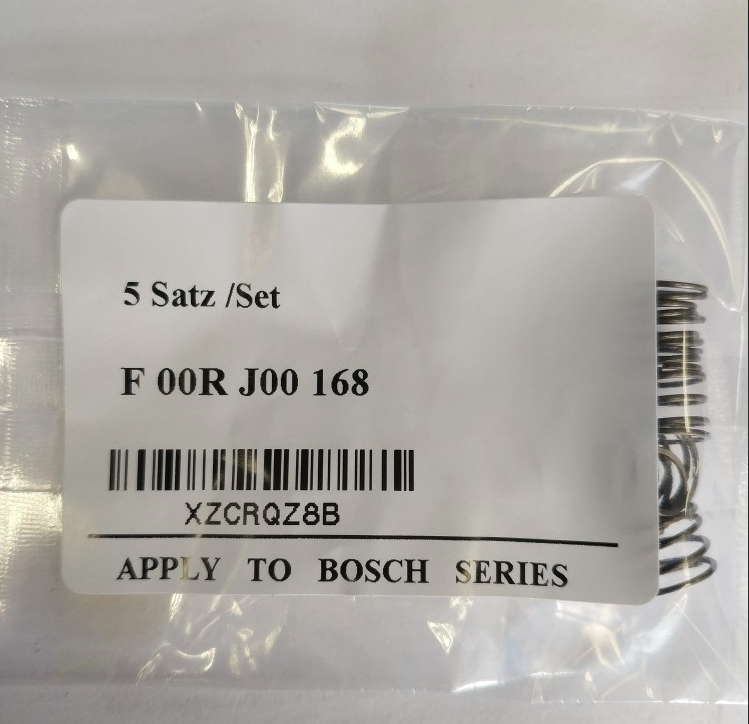 5 Satz /Set
F 00R J00 168
XZCRQZ8B
APPLY TO BOSCH SERIES